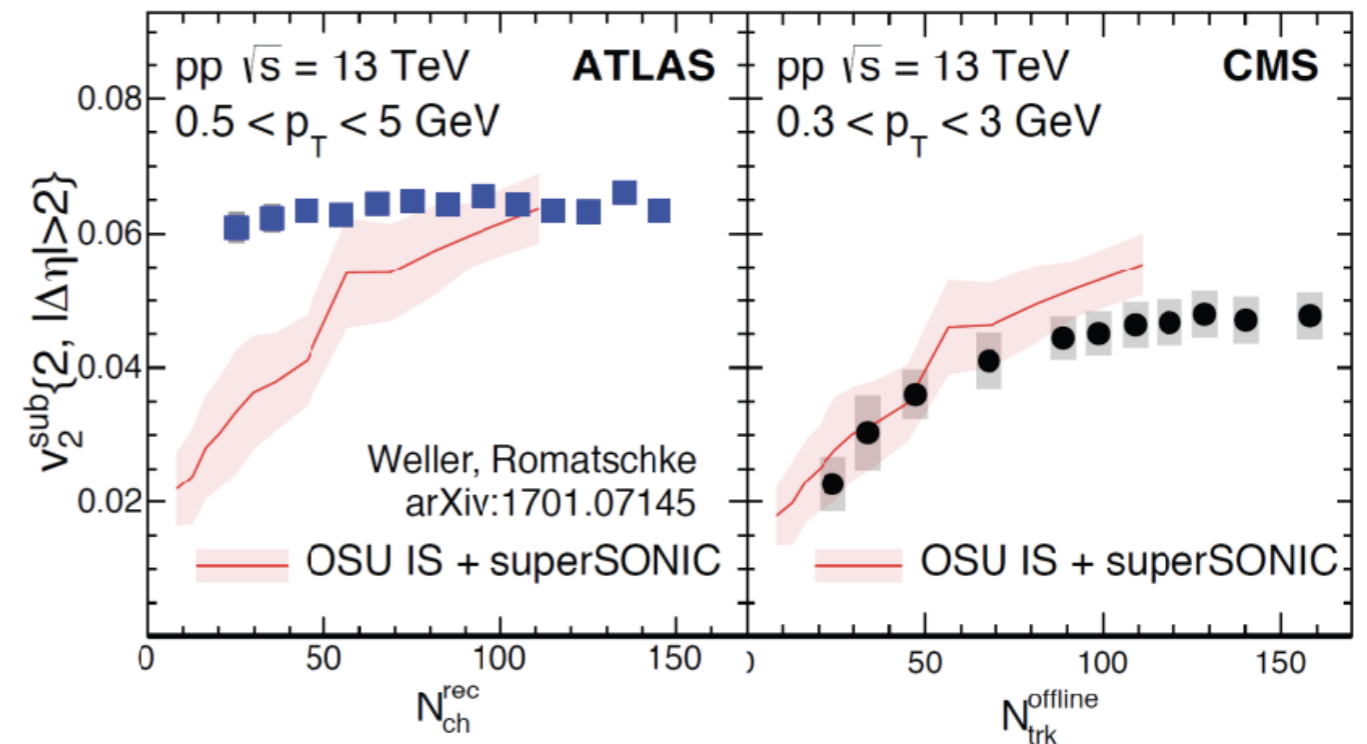 pp √s = 13 TeV ATLAS
0.5 < p_T < 5 GeV
pp √s = 13 TeV CMS
0.3 < p_T < 3 GeV
v_2^sub{2, |Δη|>2}
0.08
0.06
0.04
0.02
Weller, Romatschke
arXiv:1701.07145
OSU IS + superSONIC
OSU IS + superSONIC
0 50 100 150
50 100 150
N_ch^rec
N_trk^offline